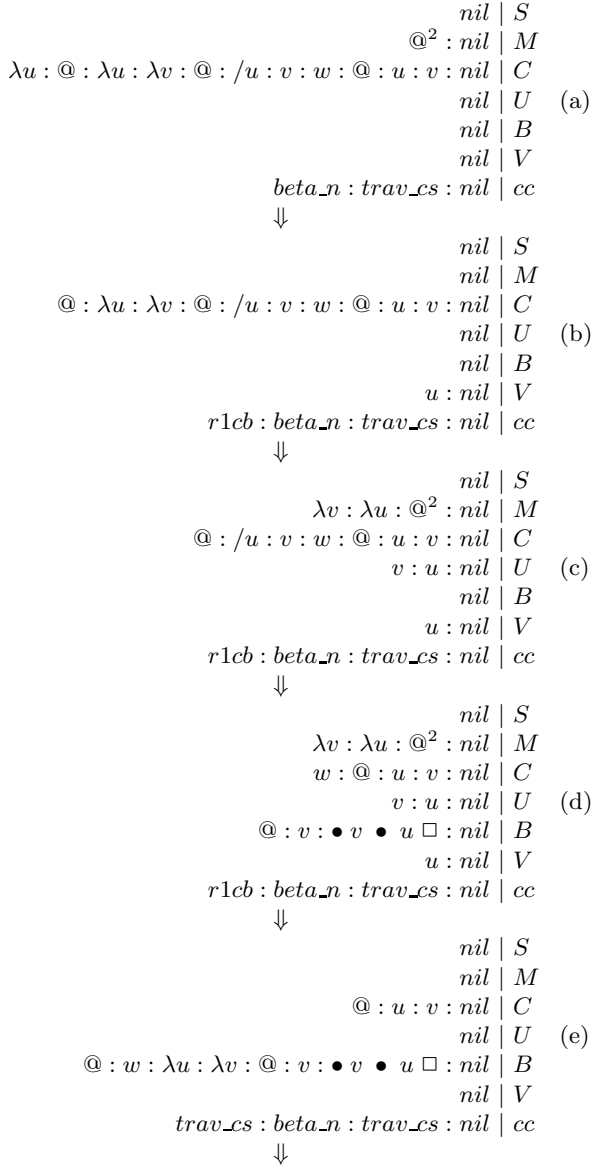 nil | S
@² : nil | M
λu : @ : λu : λv : @ : /u : v : w : @ : u : v : nil | C
nil | U (a)
nil | B
nil | V
beta_n : trav_cs : nil | cc
⇓
nil | S
nil | M
@ : λu : λv : @ : /u : v : w : @ : u : v : nil | C
nil | U (b)
nil | B
u : nil | V
r1cb : beta_n : trav_cs : nil | cc
⇓
nil | S
λv : λu : @² : nil | M
@ : /u : v : w : @ : u : v : nil | C
v : u : nil | U (c)
nil | B
u : nil | V
r1cb : beta_n : trav_cs : nil | cc
⇓
nil | S
λv : λu : @² : nil | M
w : @ : u : v : nil | C
v : u : nil | U (d)
@ : v : ● v ● u □ : nil | B
u : nil | V
r1cb : beta_n : trav_cs : nil | cc
⇓
nil | S
nil | M
@ : u : v : nil | C
nil | U (e)
@ : w : λu : λv : @ : v : ● v ● u □ : nil | B
nil | V
trav_cs : beta_n : trav_cs : nil | cc
⇓